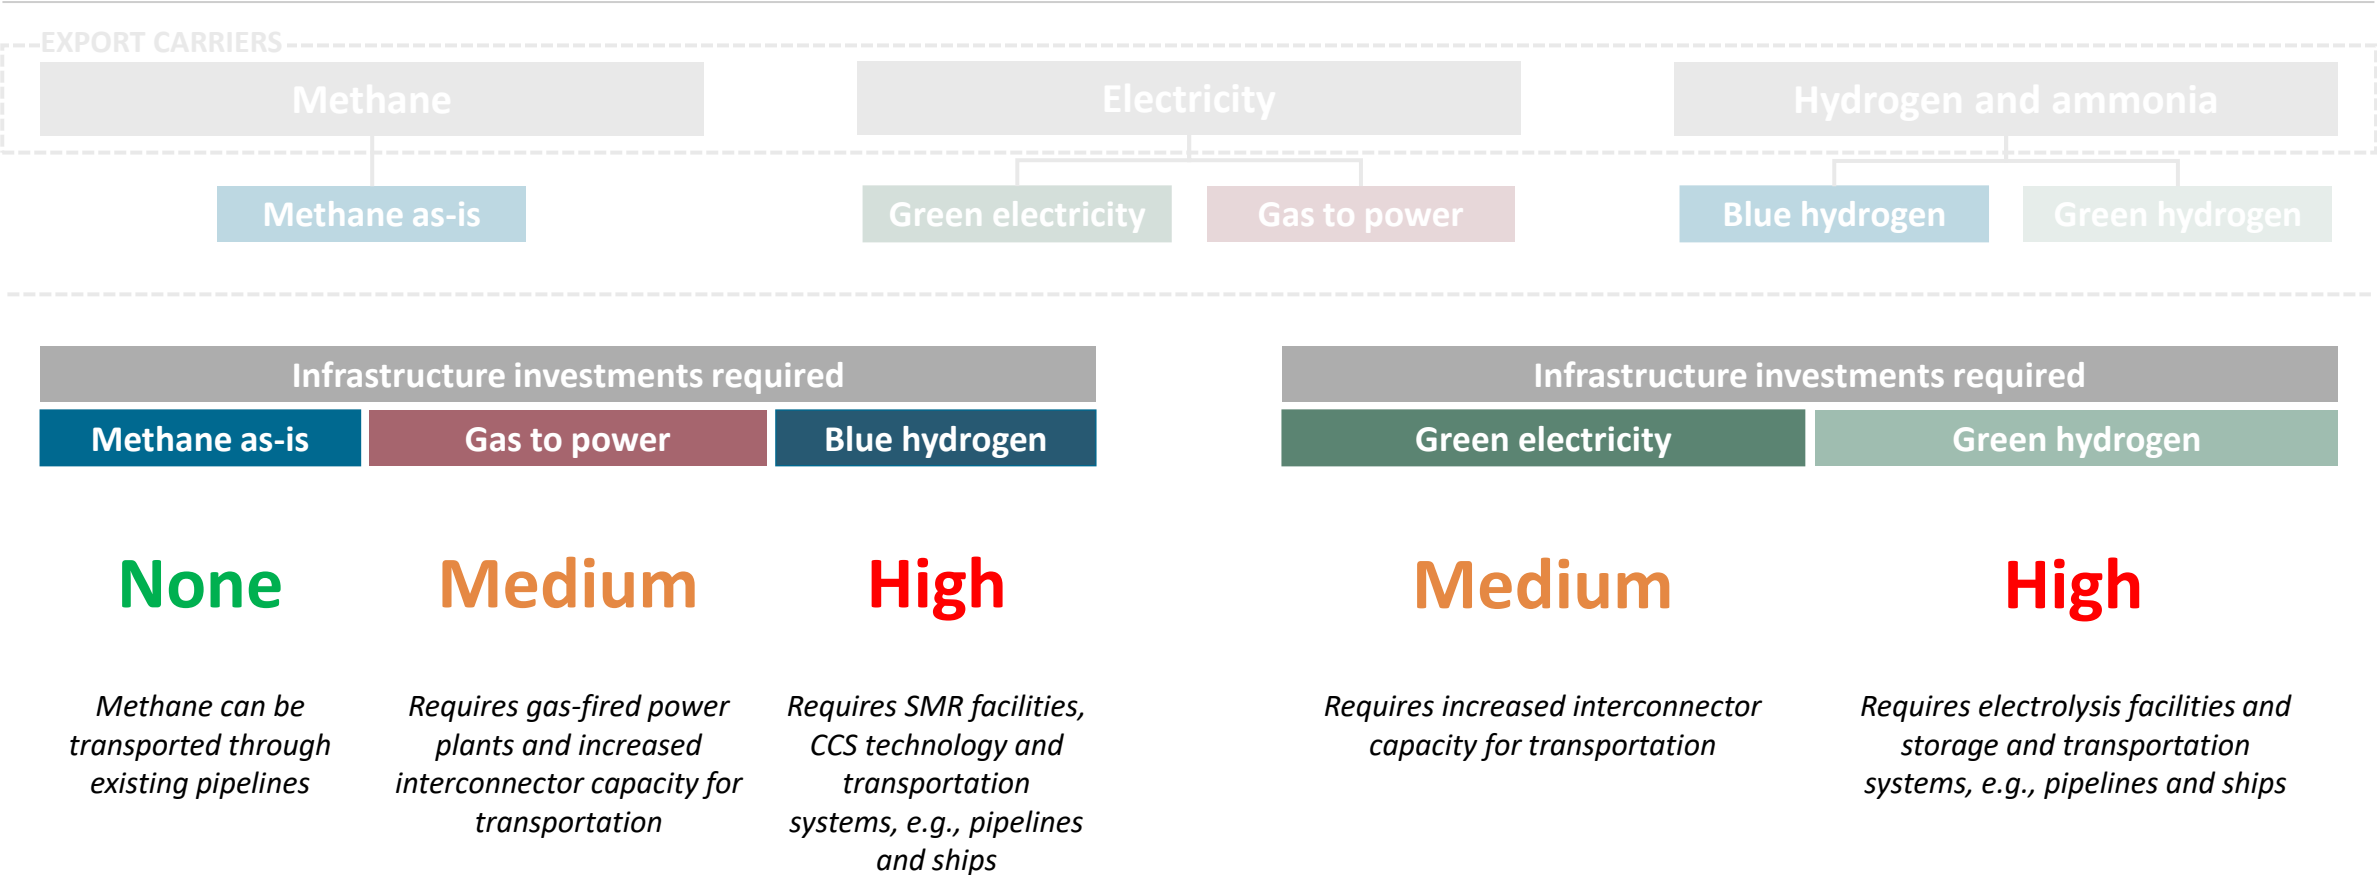 EXPORT CARRIERS
Methane
Electricity
Hydrogen and ammonia
Methane as-is
Green electricity
Gas to power
Blue hydrogen
Green hydrogen
Infrastructure investments required
Methane as-is
Gas to power
Blue hydrogen
None
Medium
High
Methane can be
transported through
existing pipelines
Requires gas-fired power
plants and increased
interconnector capacity for
transportation
Requires SMR facilities,
CCS technology and
transportation
systems, e.g., pipelines
and ships
Infrastructure investments required
Green electricity
Green hydrogen
Medium
High
Requires increased interconnector
capacity for transportation
Requires electrolysis facilities and
storage and transportation
systems, e.g., pipelines and ships